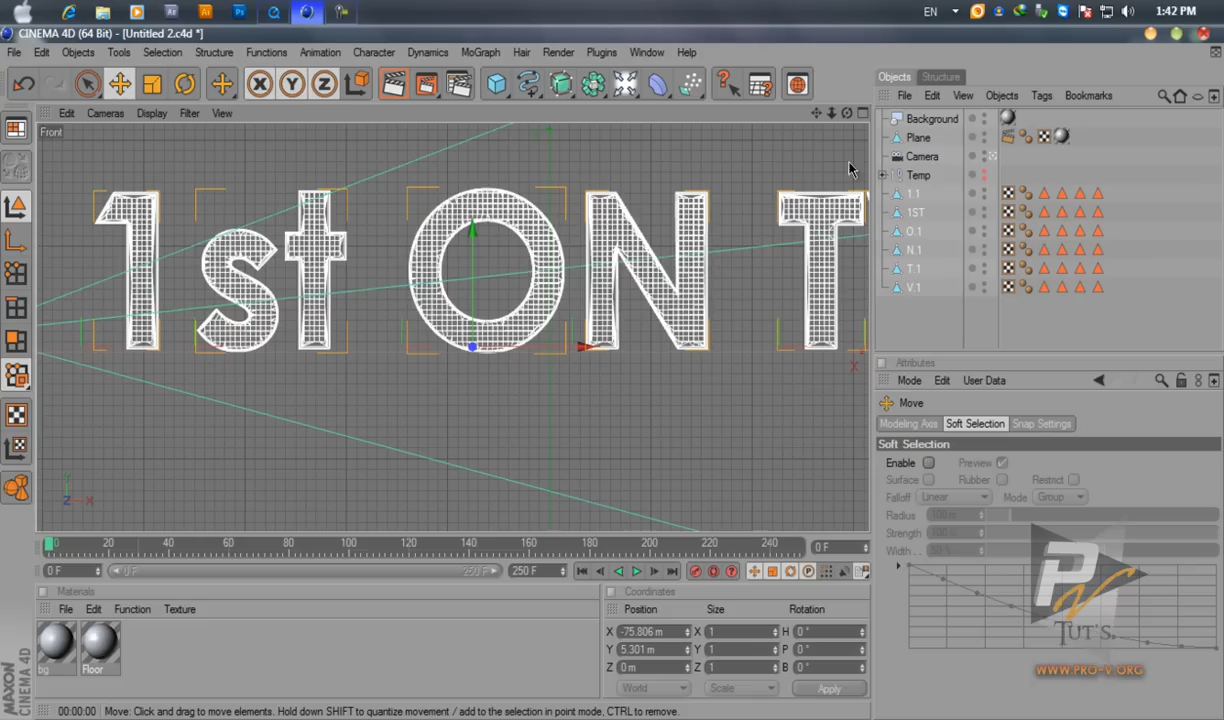 EN
1:42 PM
CINEMA 4D (64 Bit) - [Untitled 2.c4d *]
File Edit Objects Tools Selection Structure Functions Animation Character Dynamics MoGraph Hair Render Plugins Window Help
X Y Z
Objects Structure
File Edit View Objects Tags Bookmarks
Edit Cameras Display Filter View
Front
1st ONT
Background
Plane
Camera
Temp
1.1
1ST
O.1
N.1
T.1
V.1
Attributes
Mode Edit User Data
Move
Modeling Axis Soft Selection Snap Settings
Soft Selection
Enable Preview
Surface Rubber Restrict
Falloff Linear Mode Group
Radius 100 m
Strength 100 %
Width . . 50 %
0 20 40 60 80 100 120 140 160 180 200 220 240 0 F
0 F 0 F 250 F 250 F
Materials
File Edit Function Texture
bg Floor
Coordinates
Position Size Rotation
X -75.806 m X 1 H 0 °
Y 5.301 m Y 1 P 0 °
Z 0 m Z 1 B 0 °
World Scale Apply
PV
TUT'S.
WWW.PRO-V.ORG
MAXON
CINEMA 4D
00:00:00 Move: Click and drag to move elements. Hold down SHIFT to quantize movement / add to the selection in point mode, CTRL to remove.